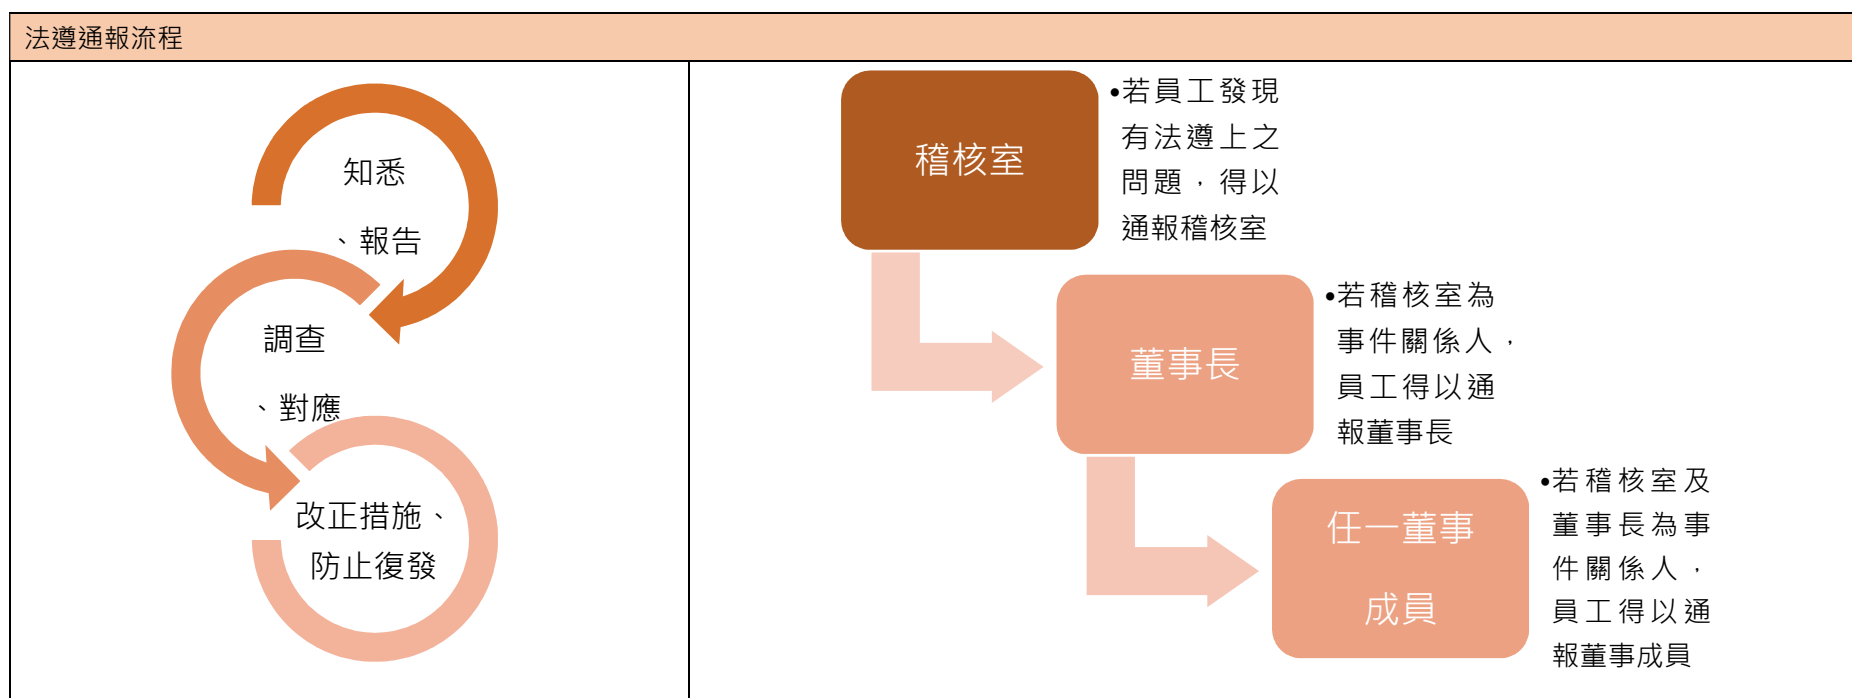 法遵通報流程
知悉
、報告
調查
、對應
改正措施、
防止復發
稽核室
•若員工發現
有法遵上之
問題，得以
通報稽核室
董事長
•若稽核室為
事件關係人，
員工得以通
報董事長
任一董事
成員
•若稽核室及
董事長為事
件關係人，
員工得以通
報董事成員